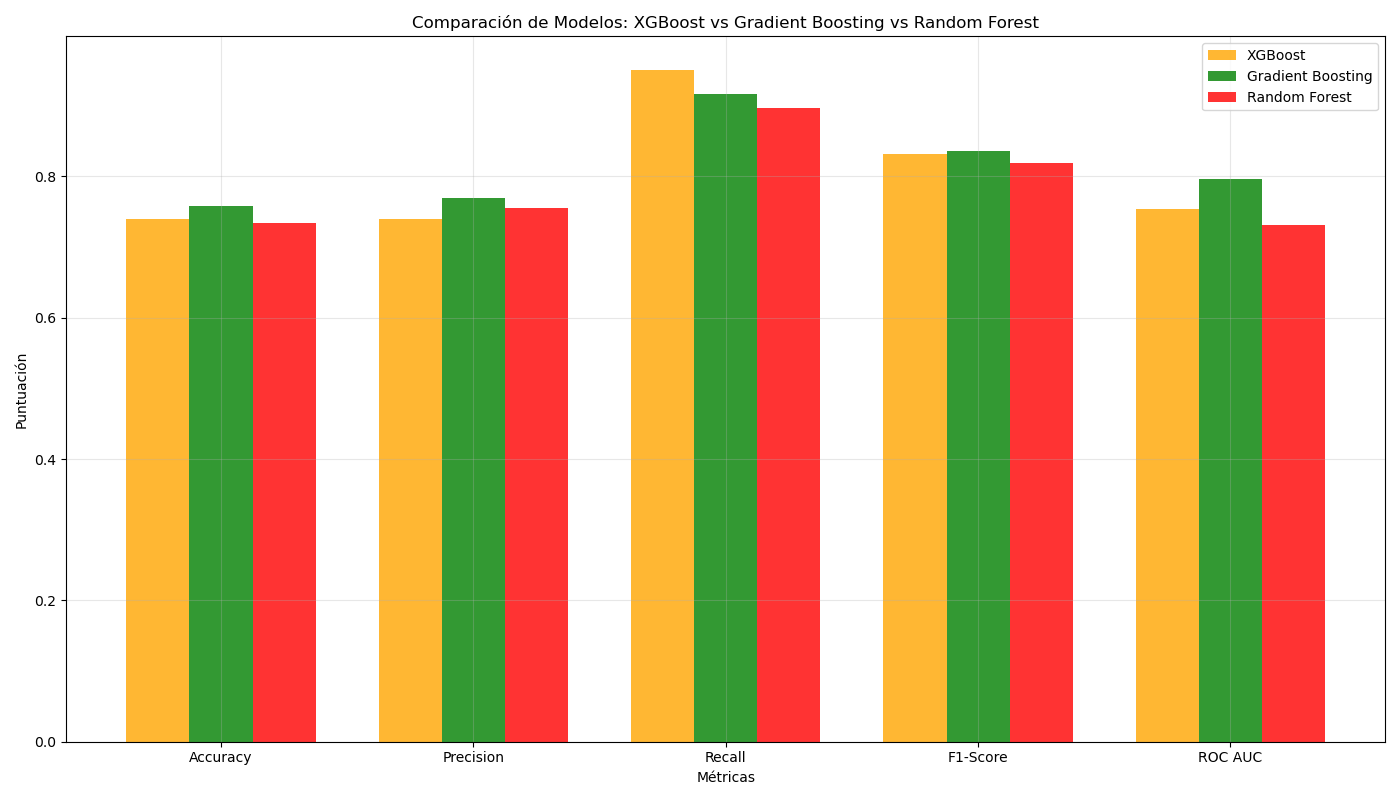 Comparación de Modelos: XGBoost vs Gradient Boosting vs Random Forest
XGBoost
Gradient Boosting
Random Forest
Puntuación
0.8
0.6
0.4
0.2
0.0
Accuracy
Precision
Recall
F1-Score
ROC AUC
Métricas